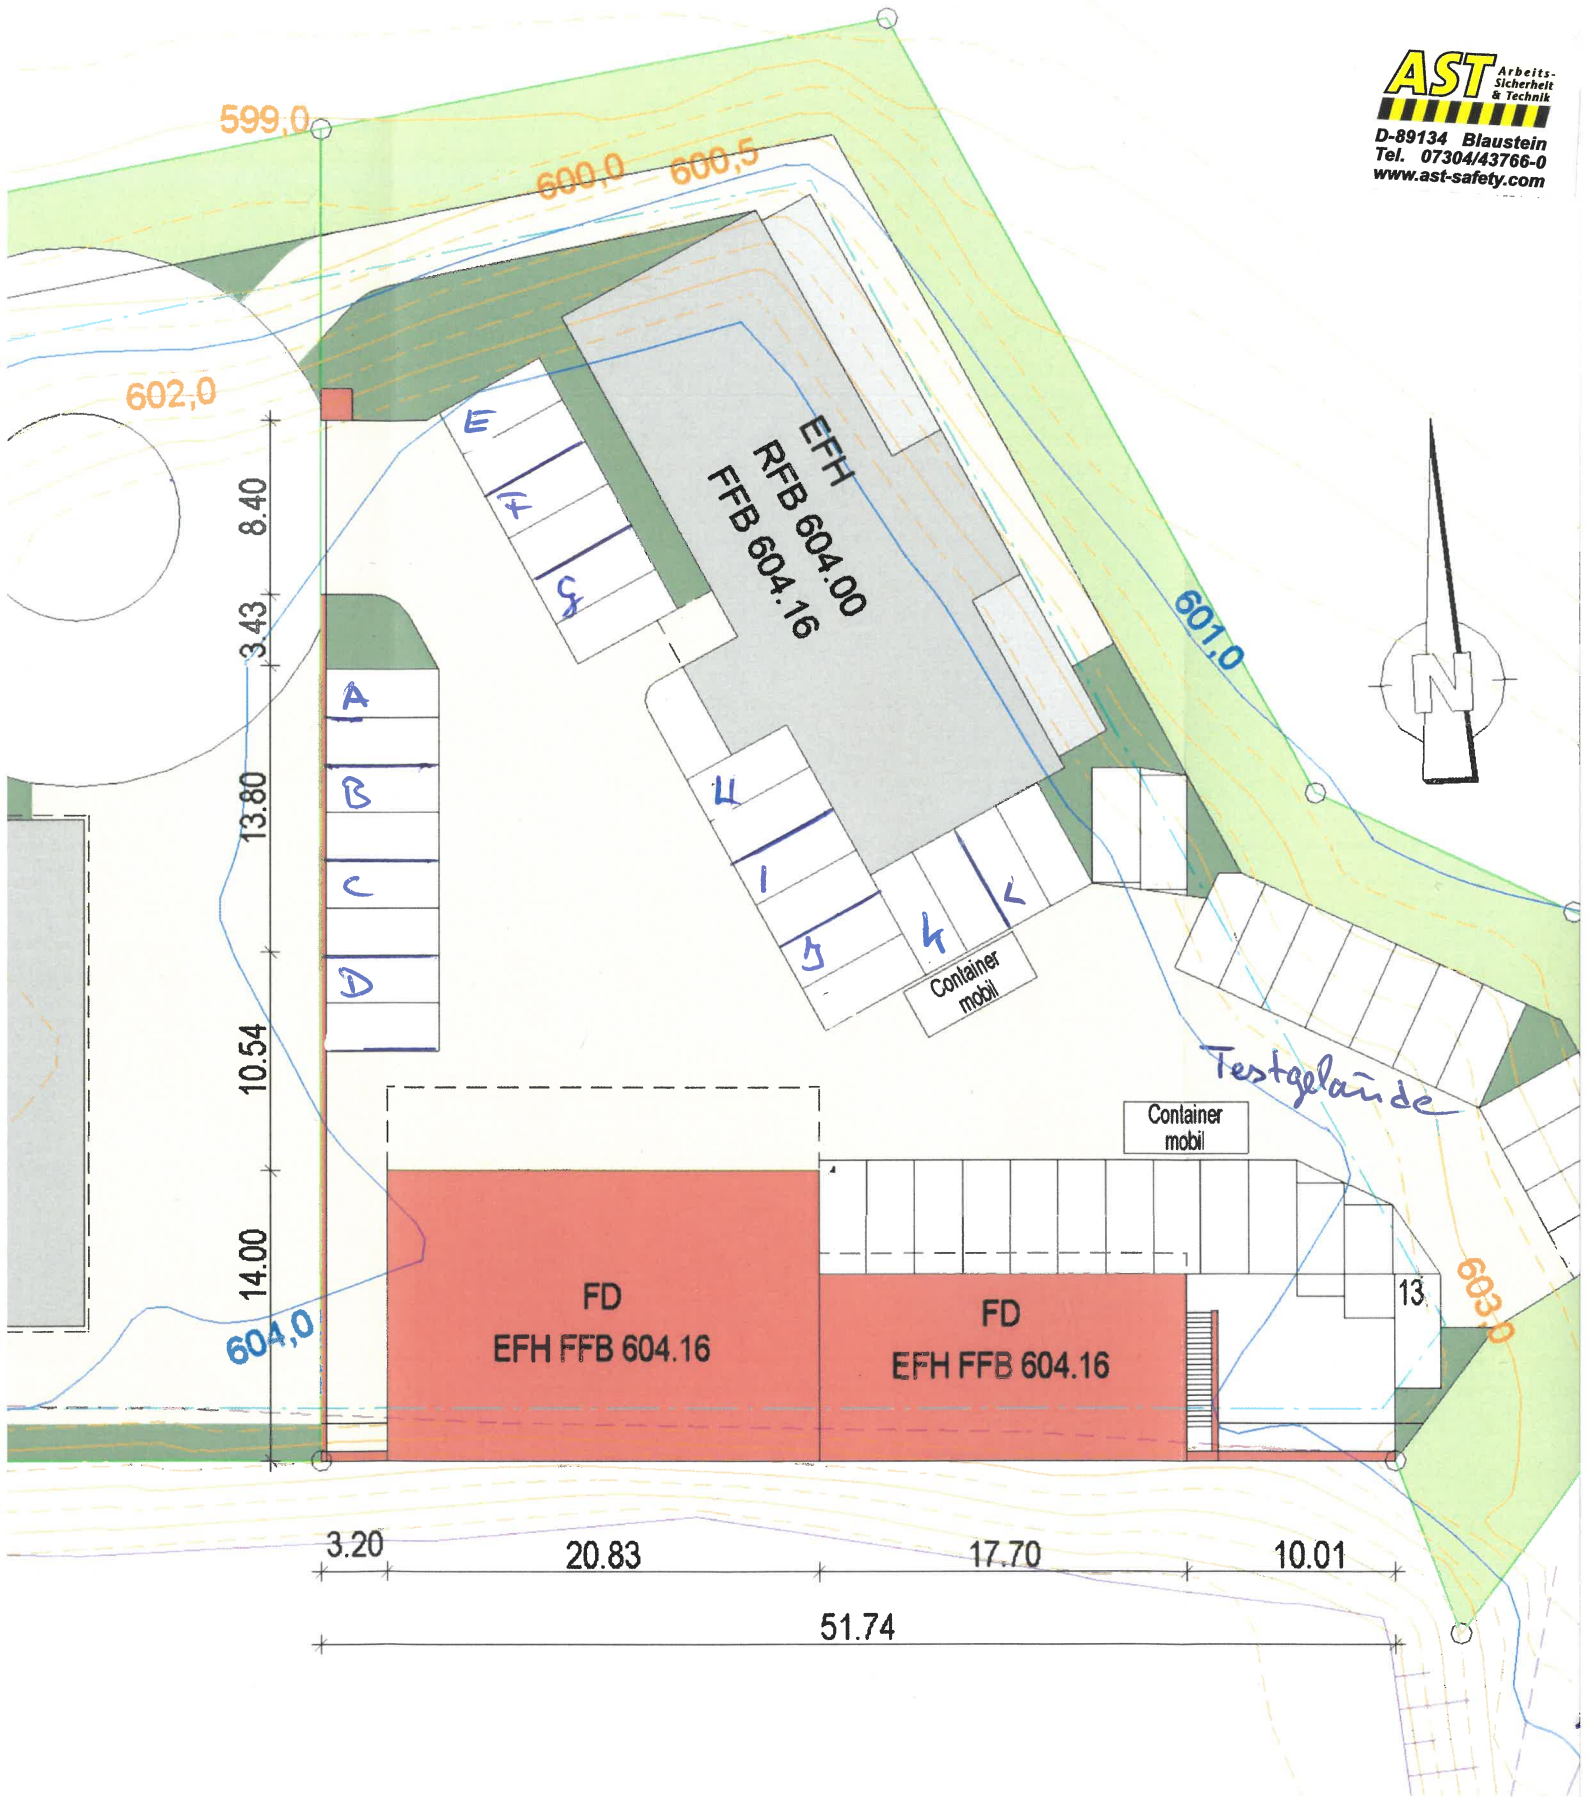 AST Arbeits-
Sicherheit
& Technik
D-89134 Blaustein
Tel. 07304/43766-0
www.ast-safety.com
599,0
600,0
600,5
602,0
E
F
G
EFH
RFB 604.00
FFB 604.16
8.40
3.43
13.80
10.54
14.00
601,0
N
A
B
C
D
H
I
J
K
L
Container
mobil
Testgelände
Container
mobil
13
603,0
604,0
FD
EFH FFB 604.16
FD
EFH FFB 604.16
3.20
20.83
17.70
10.01
51.74